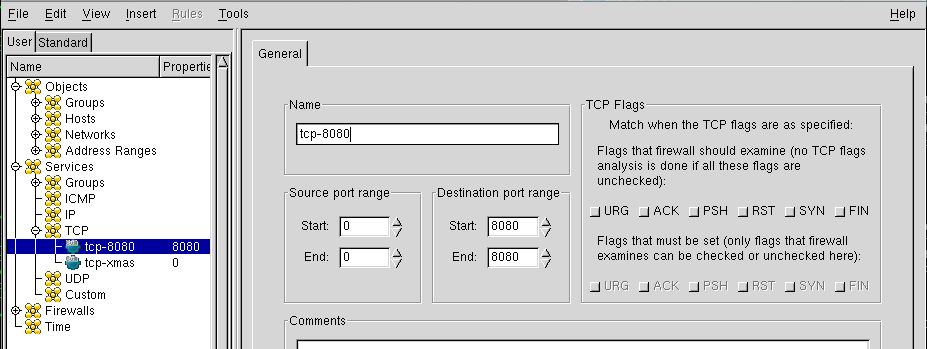 File Edit View Insert Rules Tools Help
User Standard
Name Propertie
Objects
Groups
Hosts
Networks
Address Ranges
Services
Groups
ICMP
IP
TCP
tcp-8080 8080
tcp-xmas 0
UDP
Custom
Firewalls
Time
General
Name
tcp-8080
Source port range
Start: 0
End: 0
Destination port range
Start: 8080
End: 8080
TCP Flags
Match when the TCP flags are as specified:
Flags that firewall should examine (no TCP flags
analysis is done if all these flags are
unchecked):
URG ACK PSH RST SYN FIN
Flags that must be set (only flags that firewall
examines can be checked or unchecked here):
URG ACK PSH RST SYN FIN
Comments